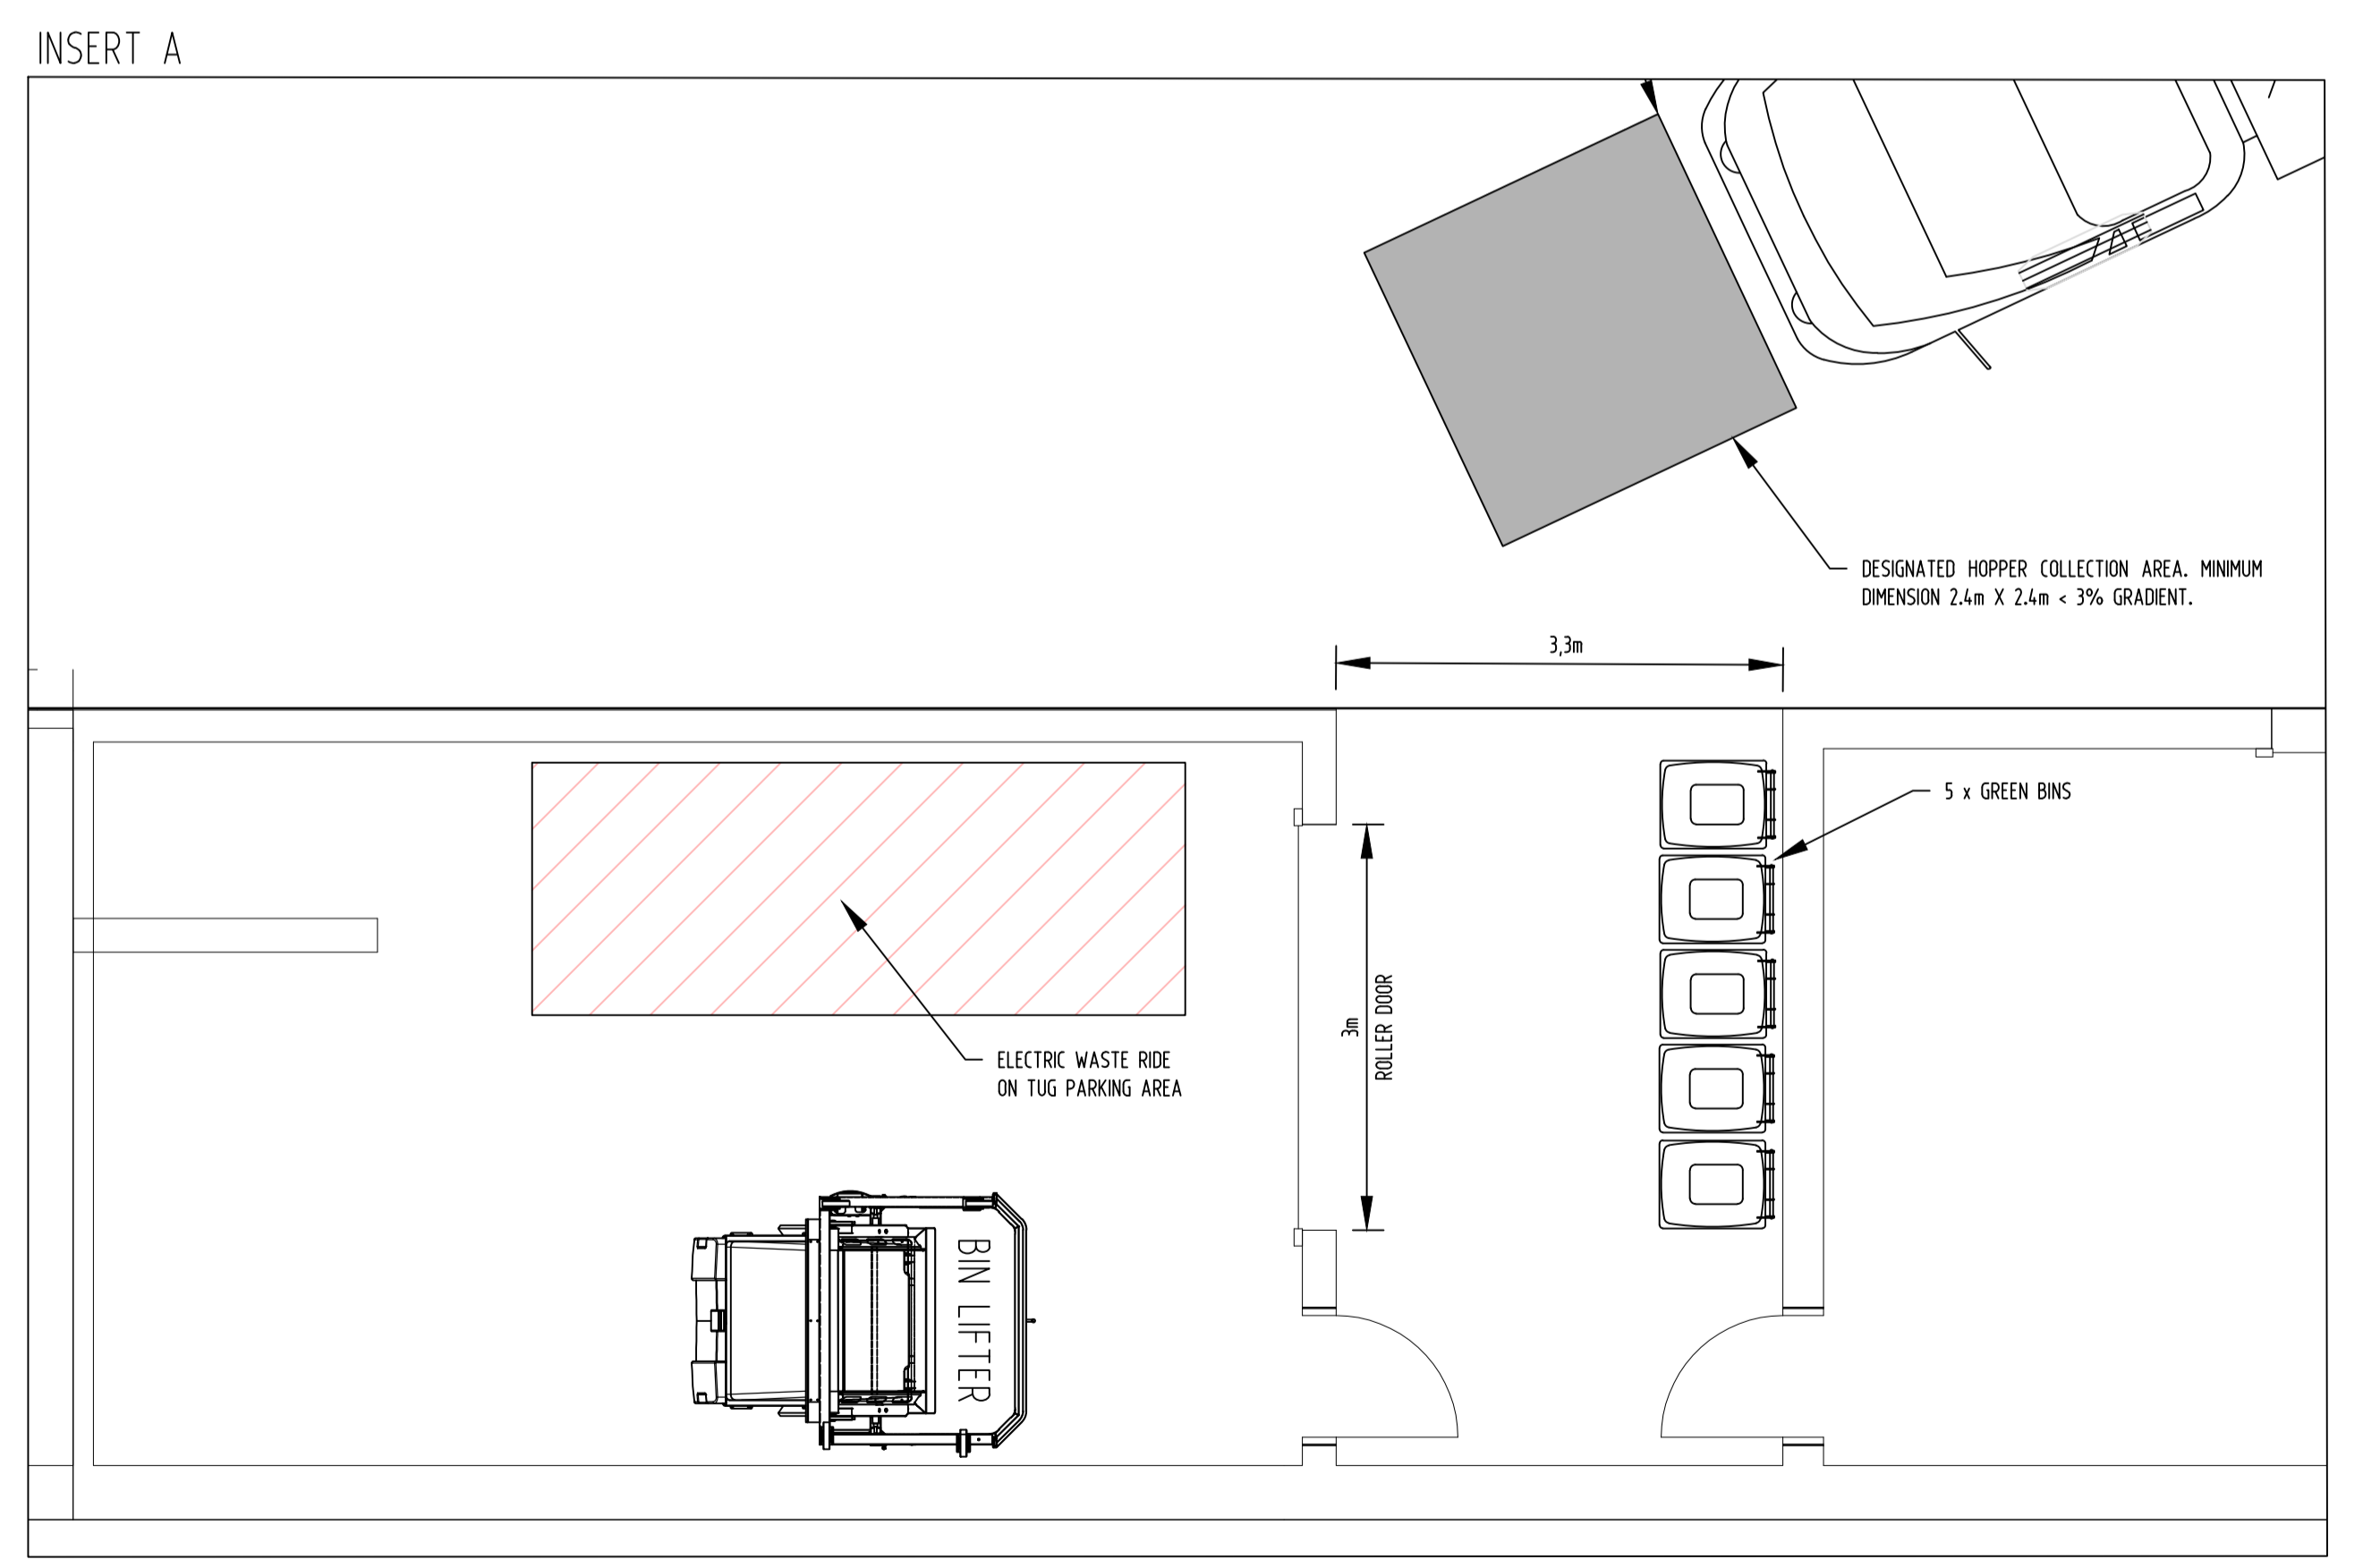 INSERT A
DESIGNATED HOPPER COLLECTION AREA. MINIMUM
DIMENSION 2.4m X 2.4m < 3% GRADIENT.
3,3m
5 x GREEN BINS
3m
ROLLER DOOR
ELECTRIC WASTE RIDE
ON TUG PARKING AREA
BIN LIFTER